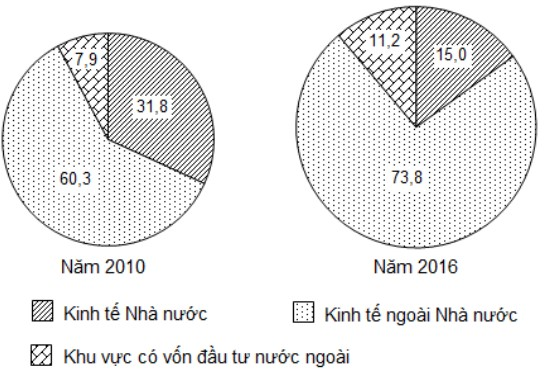 7,9
31,8
60,3
11,2
15,0
73,8
Năm 2010
Năm 2016
Kinh tế Nhà nước
Kinh tế ngoài Nhà nước
Khu vực có vốn đầu tư nước ngoài